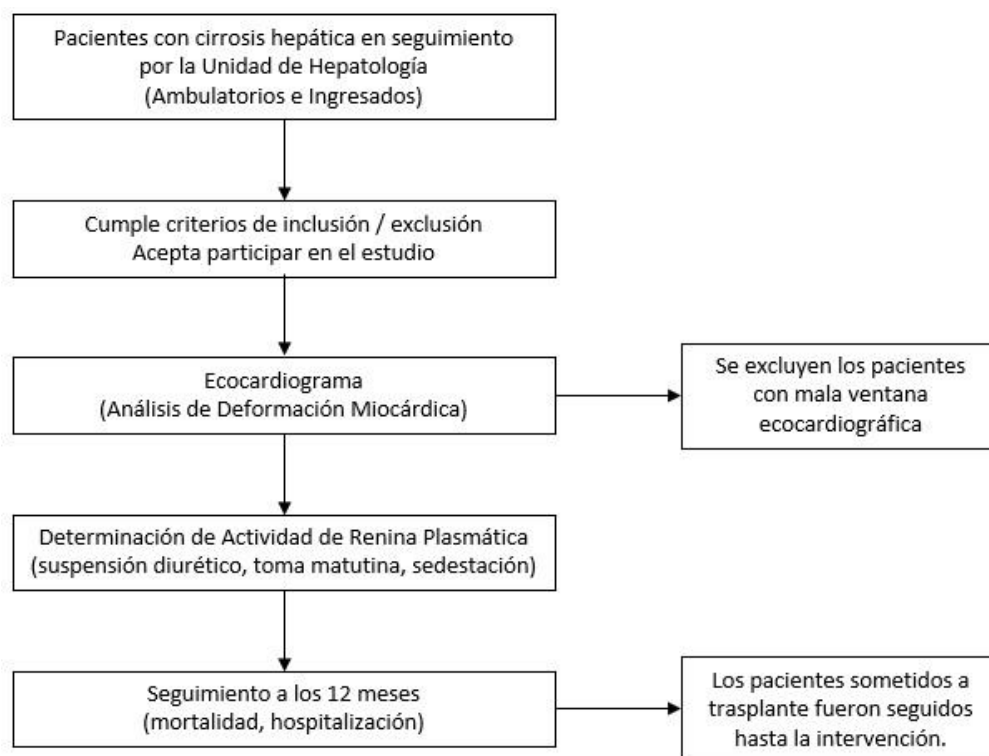 Pacientes con cirrosis hepática en seguimiento
por la Unidad de Hepatología
(Ambulatorios e Ingresados)
Cumple criterios de inclusión / exclusión
Acepta participar en el estudio
Ecocardiograma
(Análisis de Deformación Miocárdica)
Se excluyen los pacientes
con mala ventana
ecocardiográfica
Determinación de Actividad de Renina Plasmática
(suspensión diurético, toma matutina, sedestación)
Seguimiento a los 12 meses
(mortalidad, hospitalización)
Los pacientes sometidos a
trasplante fueron seguidos
hasta la intervención.